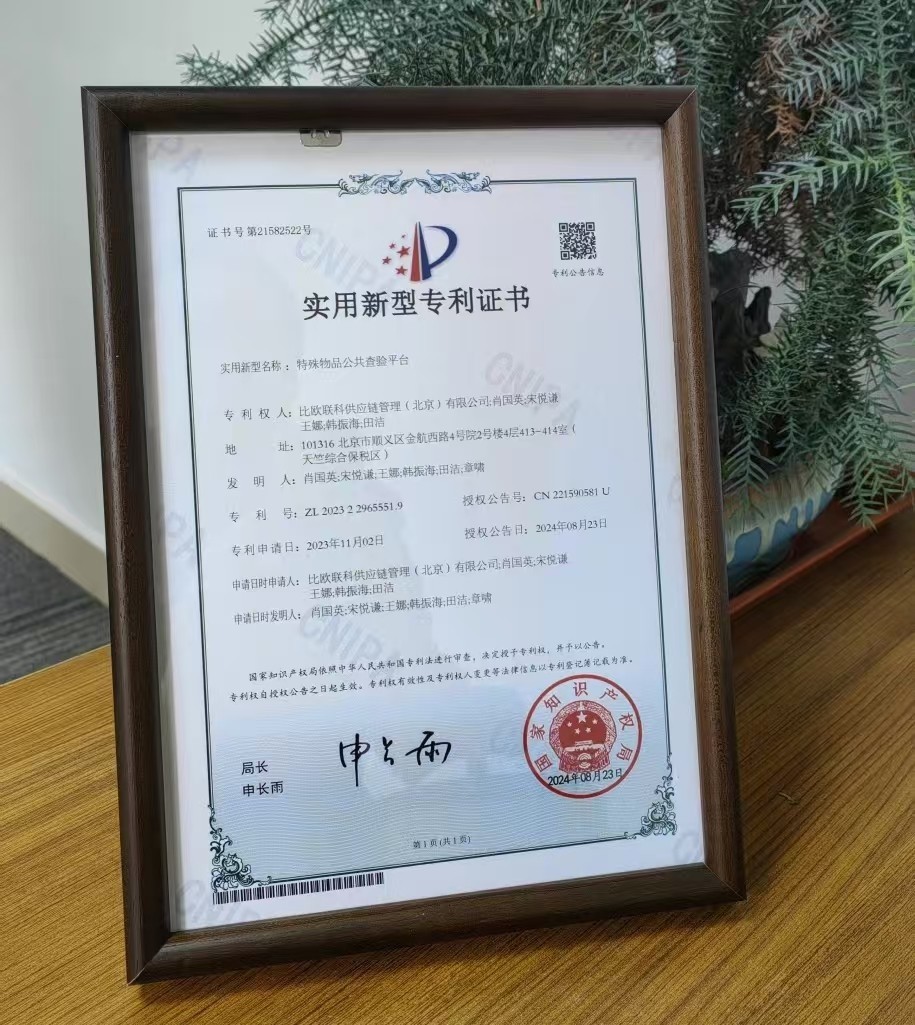 证书号第21582522号
专利公告信息
实用新型专利证书
实用新型名称：特殊物品公共查验平台
专利权人：比欧联科供应链管理（北京）有限公司;肖国英;宋悦谦
王娜;韩振海;田洁
地址：101316 北京市顺义区金航西路4号院2号楼4层413-414室（
天竺综合保税区）
发明人：肖国英;宋悦谦;王娜;韩振海;田洁;章啸
专利号：ZL 2023 2 2965551.9
授权公告号：CN 221590581 U
专利申请日：2023年11月02日
授权公告日：2024年08月23日
申请日时申请人：比欧联科供应链管理（北京）有限公司;肖国英;宋悦谦
王娜;韩振海;田洁
申请日时发明人：肖国英;宋悦谦;王娜;韩振海;田洁;章啸
国家知识产权局依照中华人民共和国专利法进行审查，决定授予专利权，并予以公告。
专利权自授权公告之日起生效。专利权有效性及专利权人变更等法律信息以专利登记簿记载为准。
局长
申长雨
申长雨
国家知识产权局
2024年08月23日
第1页(共1页)
CNIPA
CNIPA
CNIPA
CNIPA